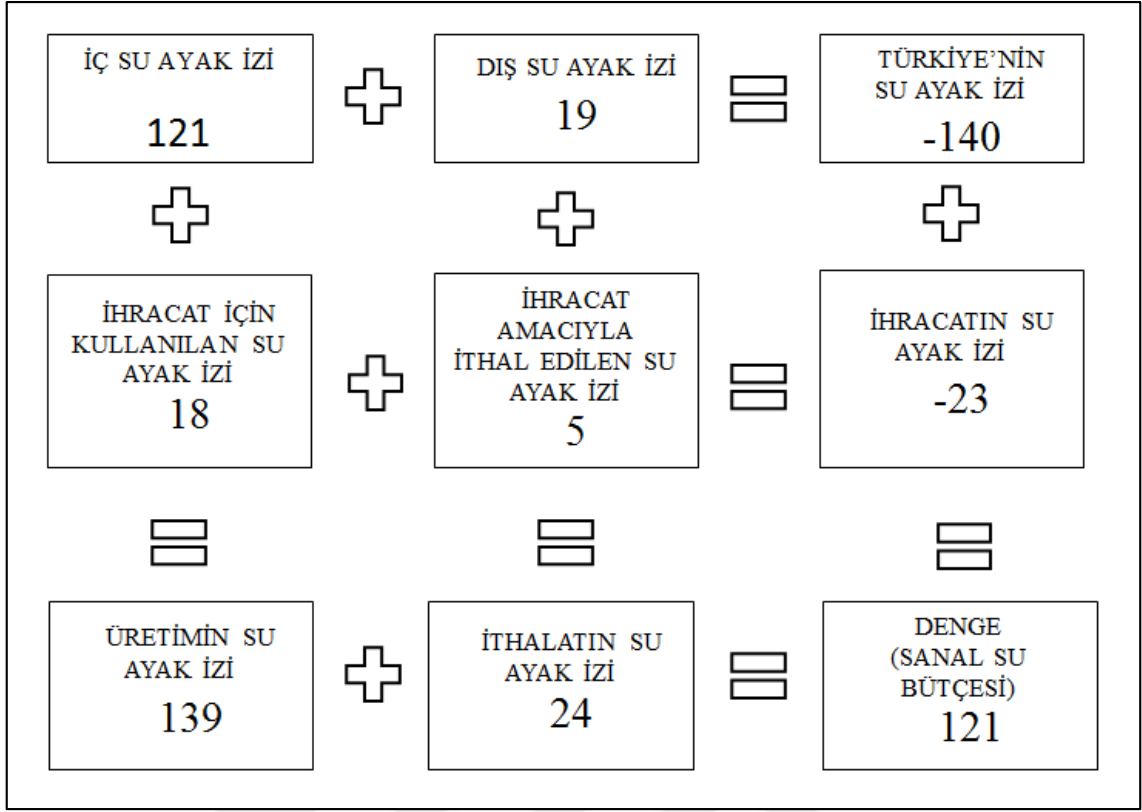 İÇ SU AYAK İZİ
121
DIŞ SU AYAK İZİ
19
TÜRKİYE’NİN
SU AYAK İZİ
-140
İHRACAT İÇİN
KULLANILAN SU
AYAK İZİ
18
İHRACAT
AMACIYLA
İTHAL EDİLEN SU
AYAK İZİ
5
İHRACATIN SU
AYAK İZİ
-23
ÜRETİMİN SU
AYAK İZİ
139
İTHALATIN SU
AYAK İZİ
24
DENGE
(SANAL SU
BÜTÇESİ)
121